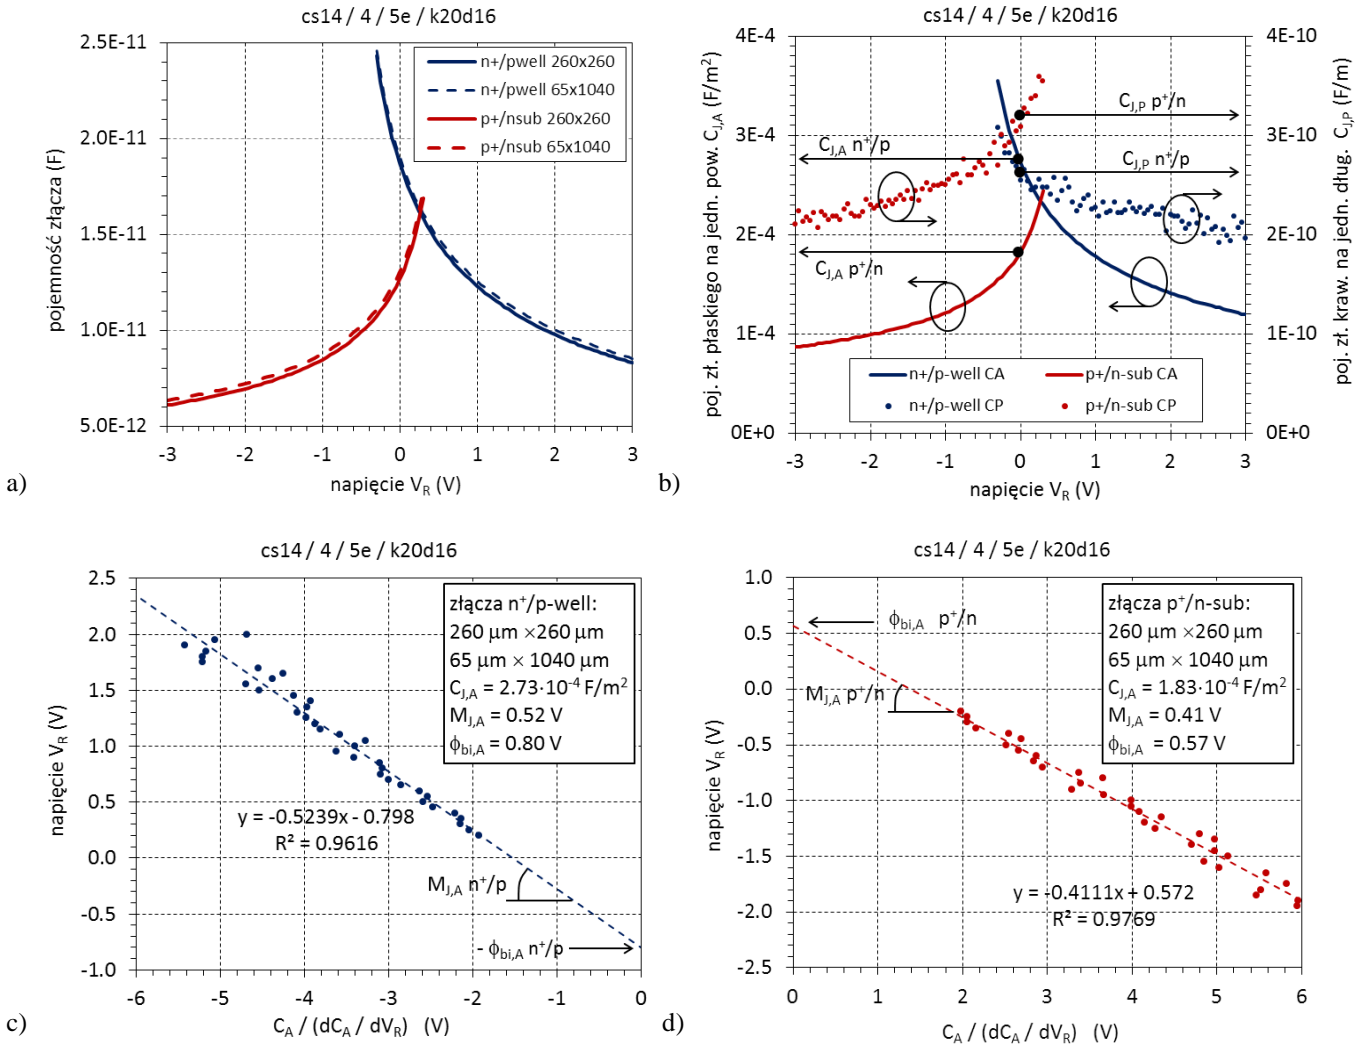 cs14 / 4 / 5e / k20d16
2.5E-11
2.0E-11
1.5E-11
1.0E-11
5.0E-12
pojemność złącza (F)
n+/pwell 260x260
n+/pwell 65x1040
p+/nsub 260x260
p+/nsub 65x1040
-3 -2 -1 0 1 2 3
napięcie V_R (V)
a)
cs14 / 4 / 5e / k20d16
4E-4
3E-4
2E-4
1E-4
0E+0
poj. zł. płaskiego na jedn. pow. C_J,A (F/m²)
4E-10
3E-10
2E-10
1E-10
0E+0
poj. zł. kraw. na jedn. dług. C_J,P (F/m)
C_J,P p⁺/n
C_J,A n⁺/p
C_J,P n⁺/p
C_J,A p⁺/n
n+/p-well CA
p+/n-sub CA
n+/p-well CP
p+/n-sub CP
-3 -2 -1 0 1 2 3
napięcie V_R (V)
b)
cs14 / 4 / 5e / k20d16
2.5
2.0
1.5
1.0
0.5
0.0
-0.5
-1.0
napięcie V_R (V)
złącza n⁺/p-well:
260 µm ×260 µm
65 µm × 1040 µm
C_J,A = 2.73·10⁻⁴ F/m²
M_J,A = 0.52 V
ϕ_bi,A = 0.80 V
y = -0.5239x - 0.798
R² = 0.9616
M_J,A n⁺/p
- ϕ_bi,A n⁺/p
-6 -5 -4 -3 -2 -1 0
C_A / (dC_A / dV_R) (V)
c)
cs14 / 4 / 5e / k20d16
1.0
0.5
0.0
-0.5
-1.0
-1.5
-2.0
-2.5
napięcie V_R (V)
złącza p⁺/n-sub:
260 µm ×260 µm
65 µm × 1040 µm
C_J,A = 1.83·10⁻⁴ F/m²
M_J,A = 0.41 V
ϕ_bi,A = 0.57 V
ϕ_bi,A p⁺/n
M_J,A p⁺/n
y = -0.4111x + 0.572
R² = 0.9769
0 1 2 3 4 5 6
C_A / (dC_A / dV_R) (V)
d)